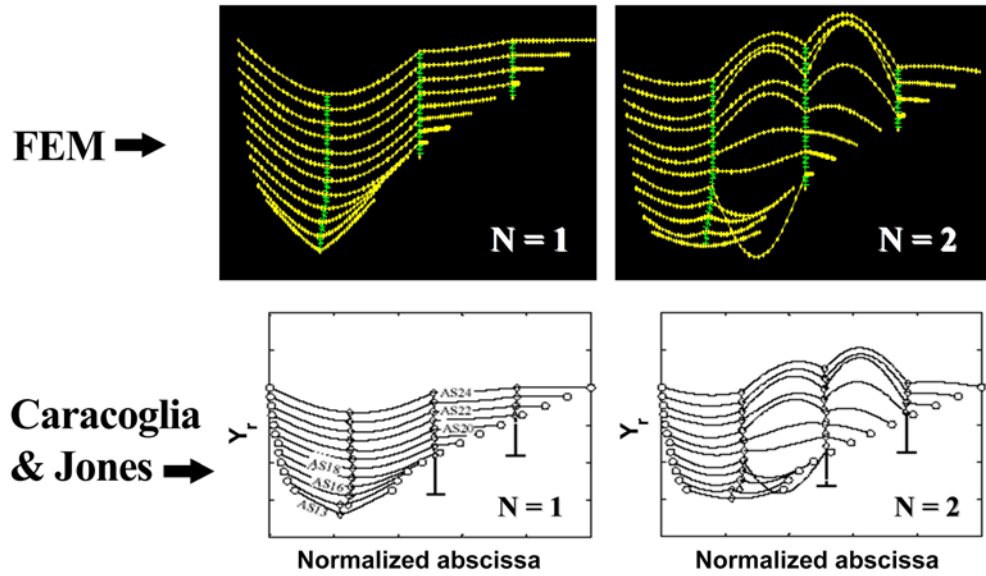 FEM
N = 1
N = 2
Caracoglia
& Jones
Yr
AS24
AS22
AS20
AS18
AS16
AS13
N = 1
Normalized abscissa
Yr
N = 2
Normalized abscissa